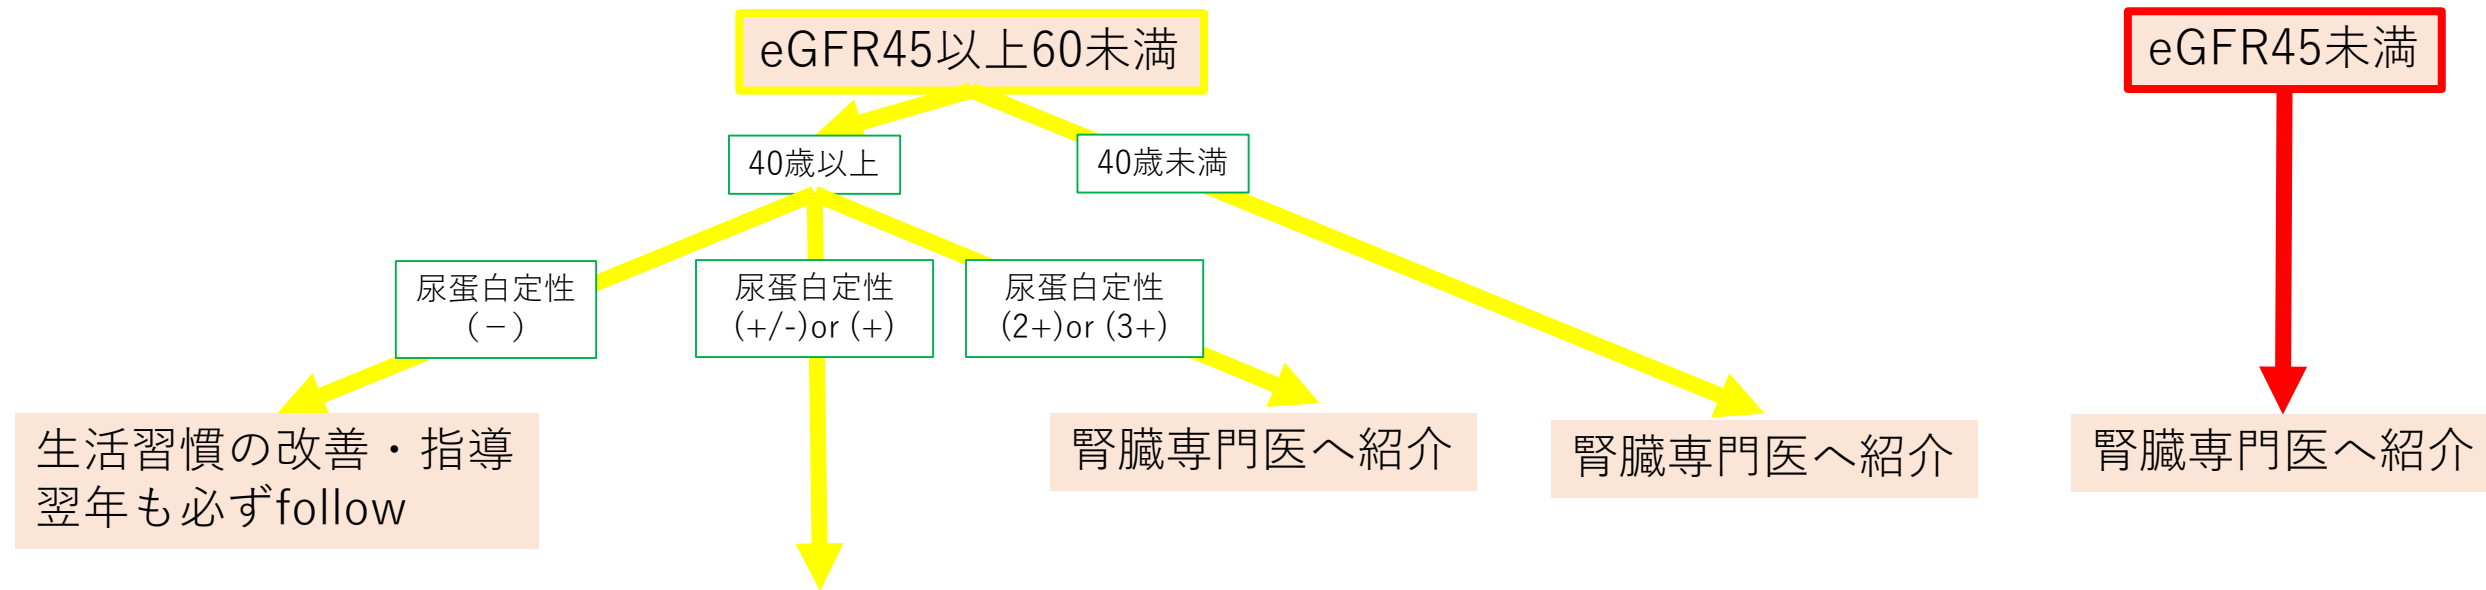 eGFR45以上60未満
eGFR45未満
40歳以上
40歳未満
尿蛋白定性
（－）
尿蛋白定性
(+/-)or (+)
尿蛋白定性
(2+)or (3+)
生活習慣の改善・指導
翌年も必ずfollow
腎臓専門医へ紹介
腎臓専門医へ紹介
腎臓専門医へ紹介